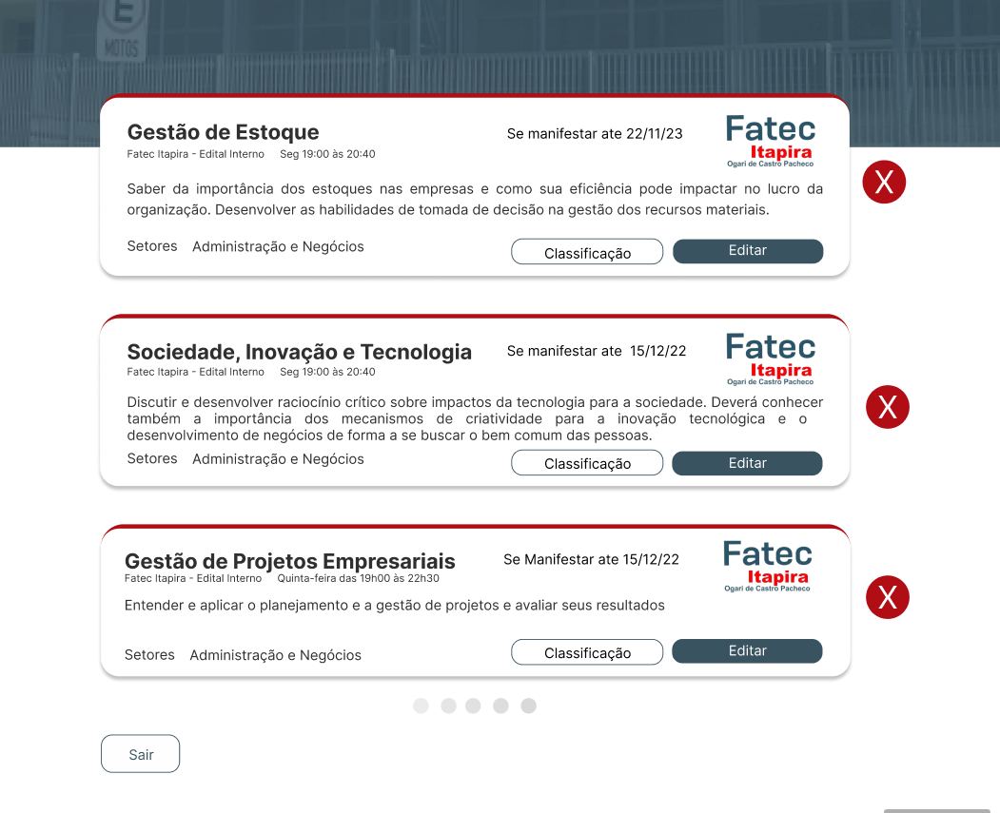 E
MOTOS
Gestão de Estoque
Se manifestar ate 22/11/23
Fatec
Itapira
Ogari de Castro Pacheco
Fatec Itapira - Edital Interno Seg 19:00 às 20:40
X
Saber da importância dos estoques nas empresas e como sua eficiência pode impactar no lucro da
organização. Desenvolver as habilidades de tomada de decisão na gestão dos recursos materiais.
Setores Administração e Negócios
Classificação
Editar
Sociedade, Inovação e Tecnologia
Se manifestar ate 15/12/22
Fatec
Itapira
Ogari de Castro Pacheco
Fatec Itapira - Edital Interno Seg 19:00 às 20:40
X
Discutir e desenvolver raciocínio crítico sobre impactos da tecnologia para a sociedade. Deverá conhecer
também a importância dos mecanismos de criatividade para a inovação tecnológica e o
desenvolvimento de negócios de forma a se buscar o bem comum das pessoas.
Setores Administração e Negócios
Classificação
Editar
Gestão de Projetos Empresariais
Se Manifestar ate 15/12/22
Fatec
Itapira
Ogari de Castro Pacheco
Fatec Itapira - Edital Interno Quinta-feira das 19h00 às 22h30
X
Entender e aplicar o planejamento e a gestão de projetos e avaliar seus resultados
Setores Administração e Negócios
Classificação
Editar
Sair